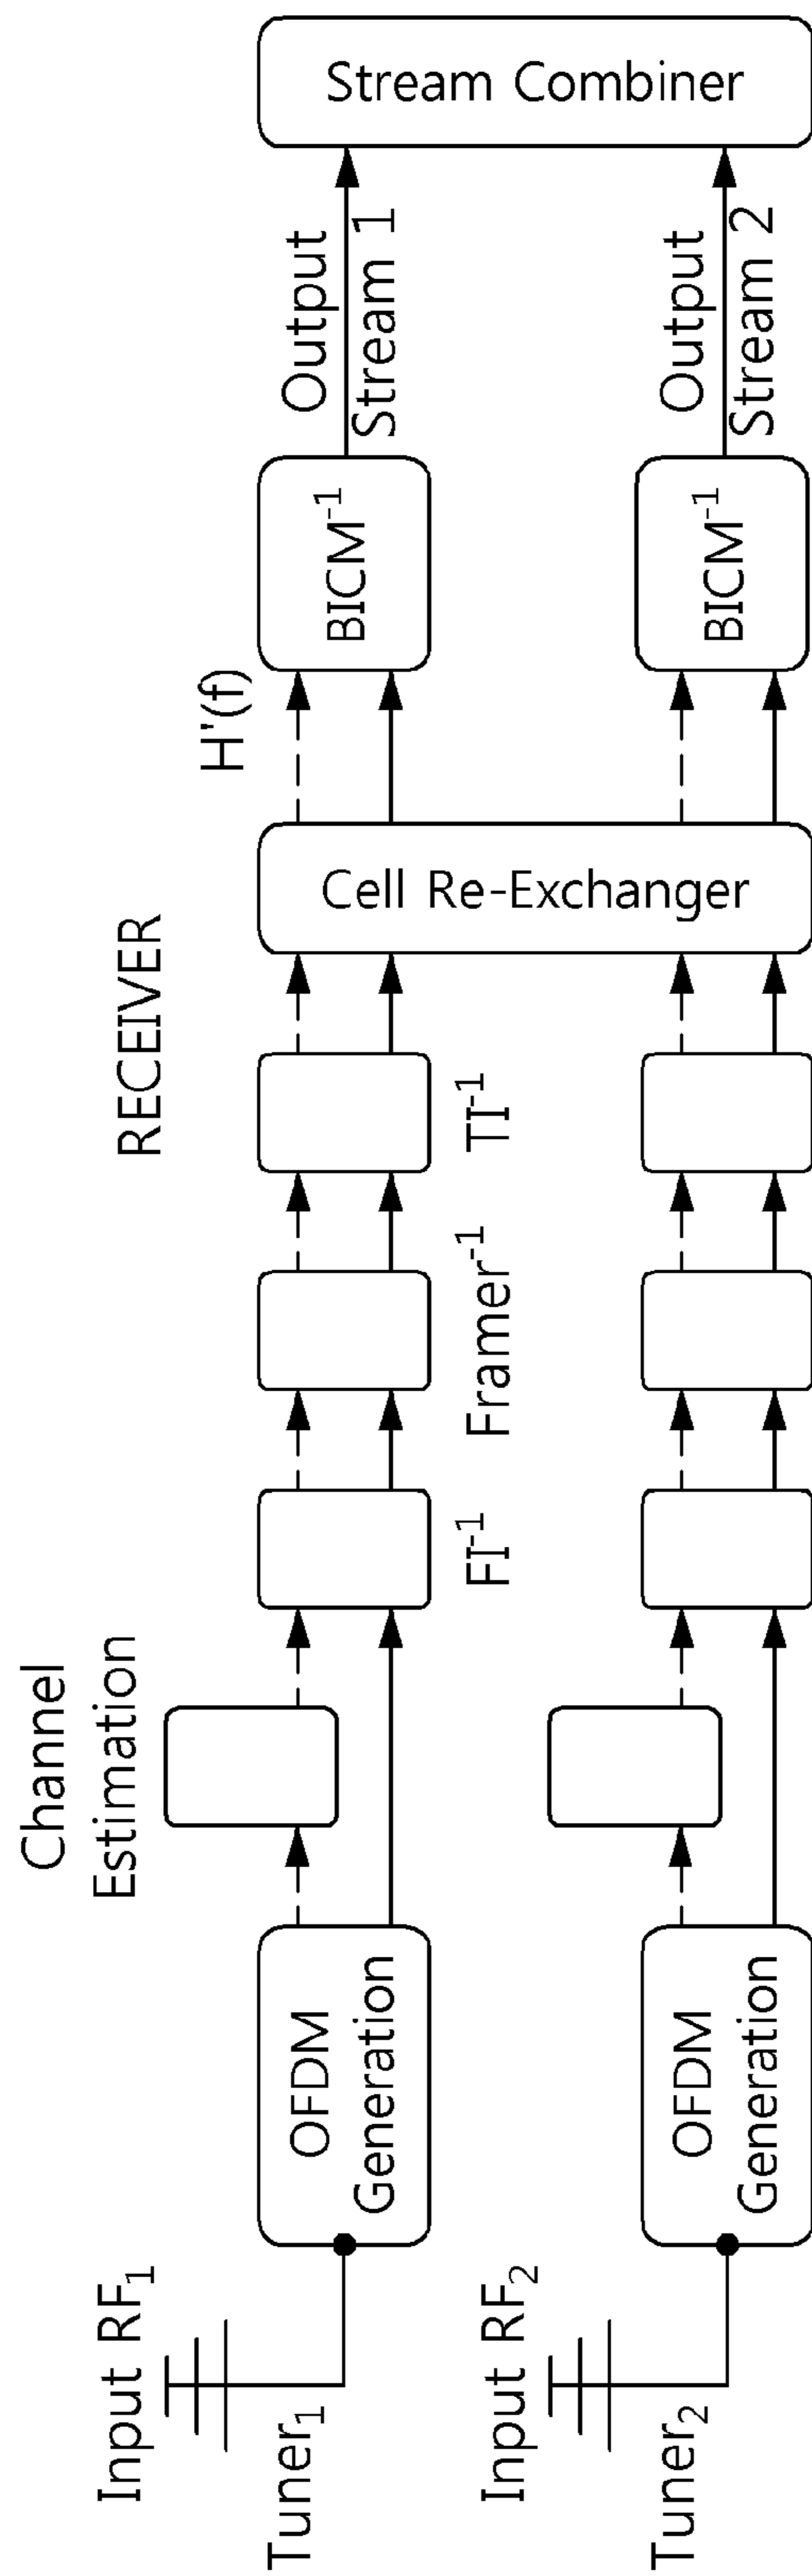 RECEIVER
Input RF₁
Tuner₁
OFDM
Generation
Channel
Estimation
FI⁻¹
Framer⁻¹
TI⁻¹
Cell Re-Exchanger
H'(f)
BICM⁻¹
Output
Stream 1
Stream Combiner
Input RF₂
Tuner₂
OFDM
Generation
BICM⁻¹
Output
Stream 2